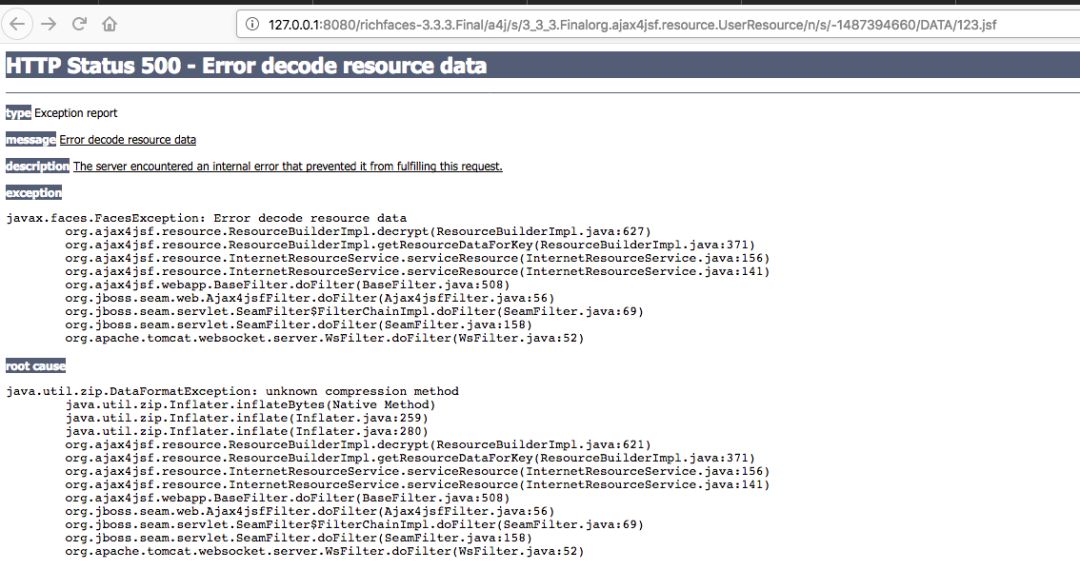 127.0.0.1:8080/richfaces-3.3.3.Final/a4j/s/3_3_3.Finalorg.ajax4jsf.resource.UserResource/n/s/-1487394660/DATA/123.jsf
HTTP Status 500 - Error decode resource data
type Exception report
message Error decode resource data
description The server encountered an internal error that prevented it from fulfilling this request.
exception
javax.faces.FacesException: Error decode resource data
org.ajax4jsf.resource.ResourceBuilderImpl.decrypt(ResourceBuilderImpl.java:627)
org.ajax4jsf.resource.ResourceBuilderImpl.getResourceDataForKey(ResourceBuilderImpl.java:371)
org.ajax4jsf.resource.InternetResourceService.serviceResource(InternetResourceService.java:156)
org.ajax4jsf.resource.InternetResourceService.serviceResource(InternetResourceService.java:141)
org.ajax4jsf.webapp.BaseFilter.doFilter(BaseFilter.java:508)
org.jboss.seam.web.Ajax4jsfFilter.doFilter(Ajax4jsfFilter.java:56)
org.jboss.seam.servlet.SeamFilter$FilterChainImpl.doFilter(SeamFilter.java:69)
org.jboss.seam.servlet.SeamFilter.doFilter(SeamFilter.java:158)
org.apache.tomcat.websocket.server.WsFilter.doFilter(WsFilter.java:52)
root cause
java.util.zip.DataFormatException: unknown compression method
java.util.zip.Inflater.inflateBytes(Native Method)
java.util.zip.Inflater.inflate(Inflater.java:259)
java.util.zip.Inflater.inflate(Inflater.java:280)
org.ajax4jsf.resource.ResourceBuilderImpl.decrypt(ResourceBuilderImpl.java:621)
org.ajax4jsf.resource.ResourceBuilderImpl.getResourceDataForKey(ResourceBuilderImpl.java:371)
org.ajax4jsf.resource.InternetResourceService.serviceResource(InternetResourceService.java:156)
org.ajax4jsf.resource.InternetResourceService.serviceResource(InternetResourceService.java:141)
org.ajax4jsf.webapp.BaseFilter.doFilter(BaseFilter.java:508)
org.jboss.seam.web.Ajax4jsfFilter.doFilter(Ajax4jsfFilter.java:56)
org.jboss.seam.servlet.SeamFilter$FilterChainImpl.doFilter(SeamFilter.java:69)
org.jboss.seam.servlet.SeamFilter.doFilter(SeamFilter.java:158)
org.apache.tomcat.websocket.server.WsFilter.doFilter(WsFilter.java:52)